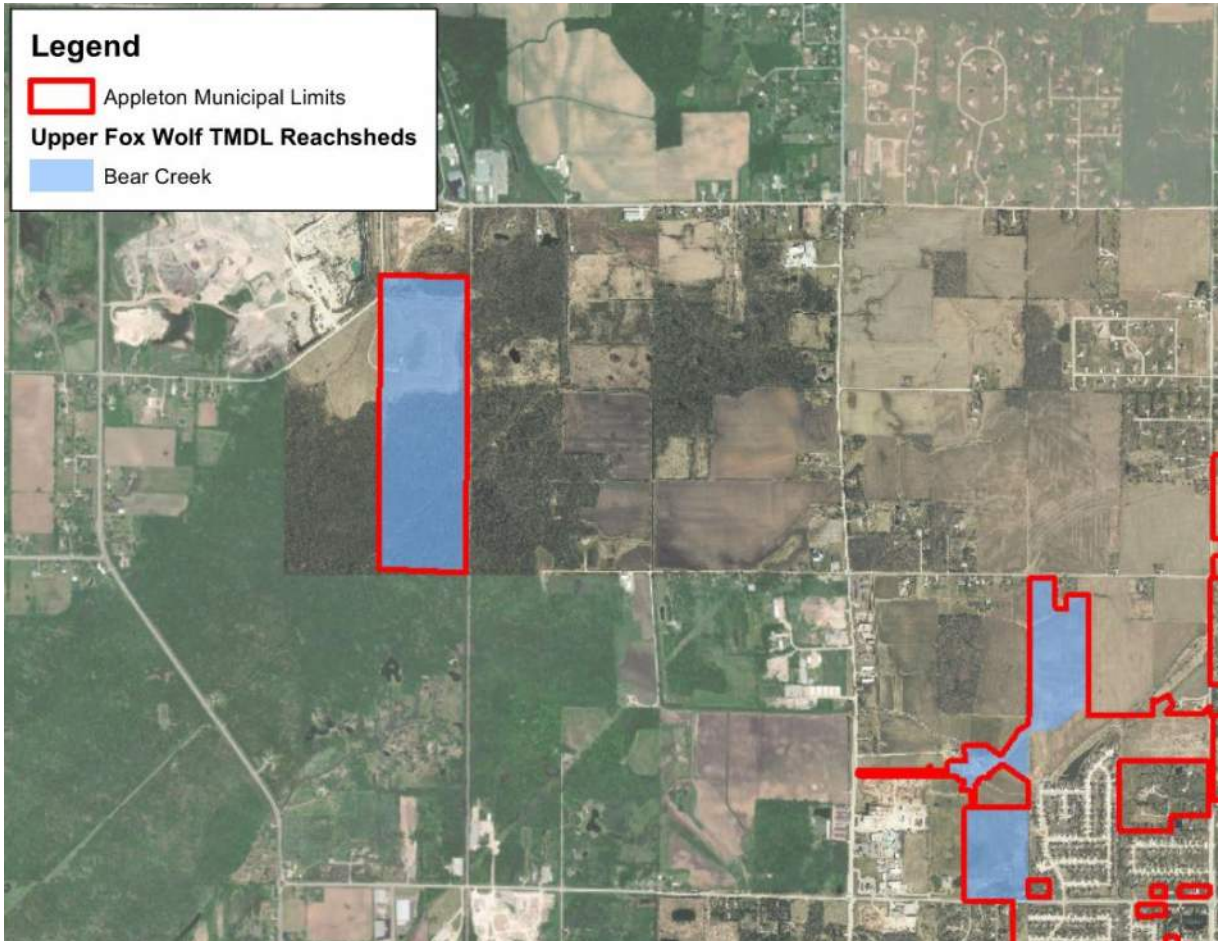 Legend
Appleton Municipal Limits
Upper Fox Wolf TMDL Reachsheds
Bear Creek